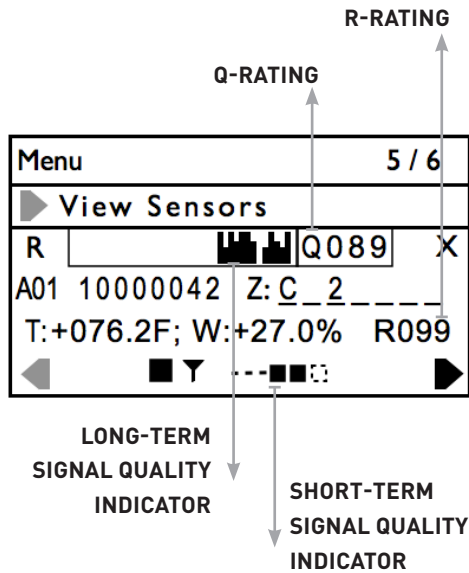 R-RATING
Q-RATING
Menu 5 / 6
View Sensors
R Q089 X
A01 10000042 Z: C _ 2 _ _ _ _
T:+076.2F; W:+27.0% R099
LONG-TERM
SIGNAL QUALITY
INDICATOR
SHORT-TERM
SIGNAL QUALITY
INDICATOR